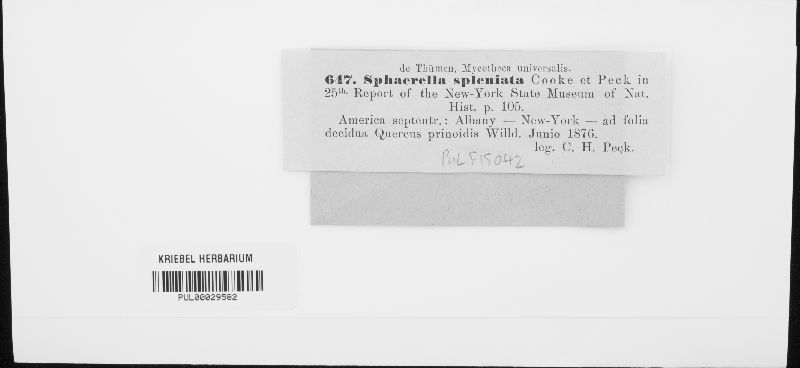 de Thümen, Mycotheca universalis.
647. Sphaerella spleniata Cooke et Peck in
25th. Report of the New-York State Museum of Nat.
Hist. p. 105.
America septentr.: Albany — New-York — ad folia
decidua Quercus prinoidis Willd. Junio 1876.
leg. C. H. Peck.
PUL F15042
KRIEBEL HERBARIUM
PUL00029582